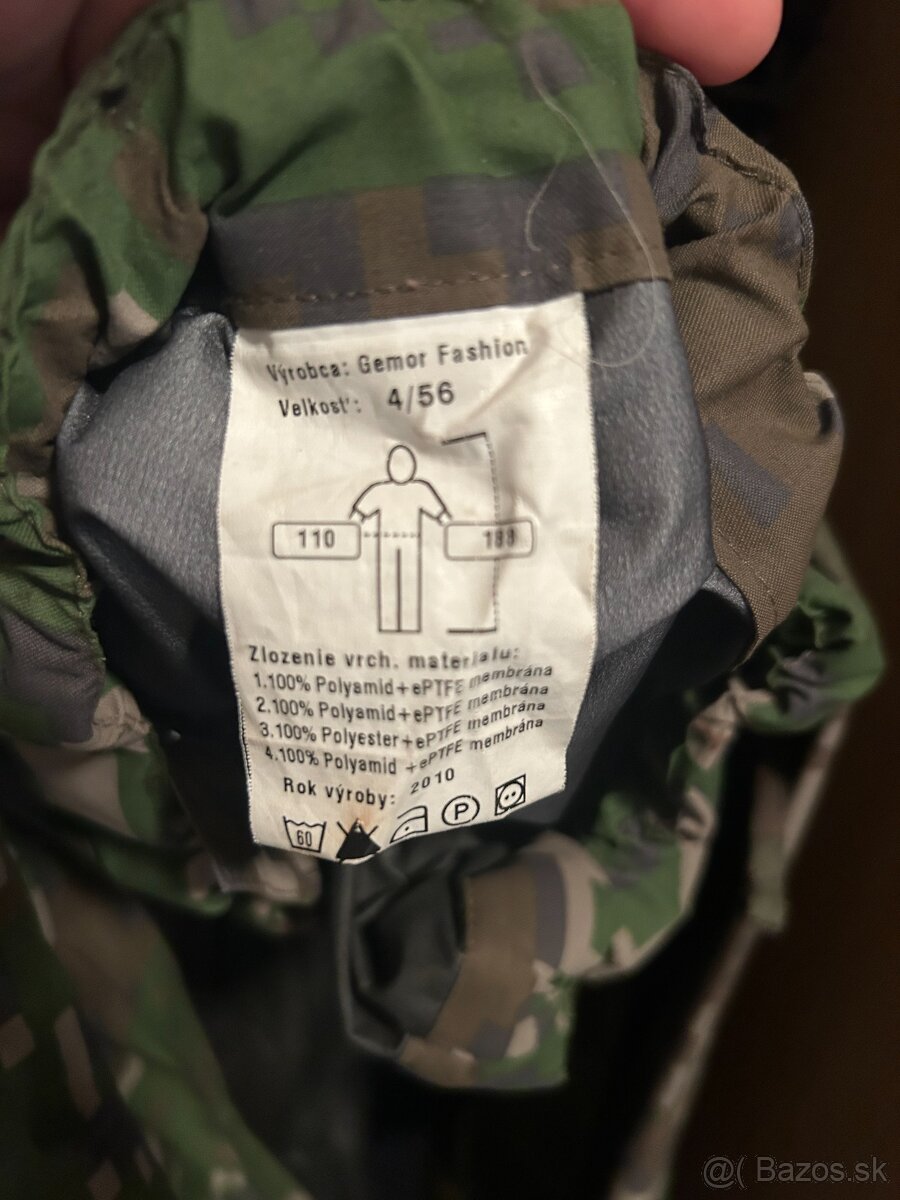 Výrobca: Gemor Fashion
Velkosť: 4/56
110
188
Zlozenie vrch. materialu:
1.100% Polyamid+ePTFE membrána
2.100% Polyamid+ePTFE membrána
3.100% Polyester+ePTFE membrána
4.100% Polyamid +ePTFE membrána
Rok výroby: 2010
60
P
@( Bazos.sk